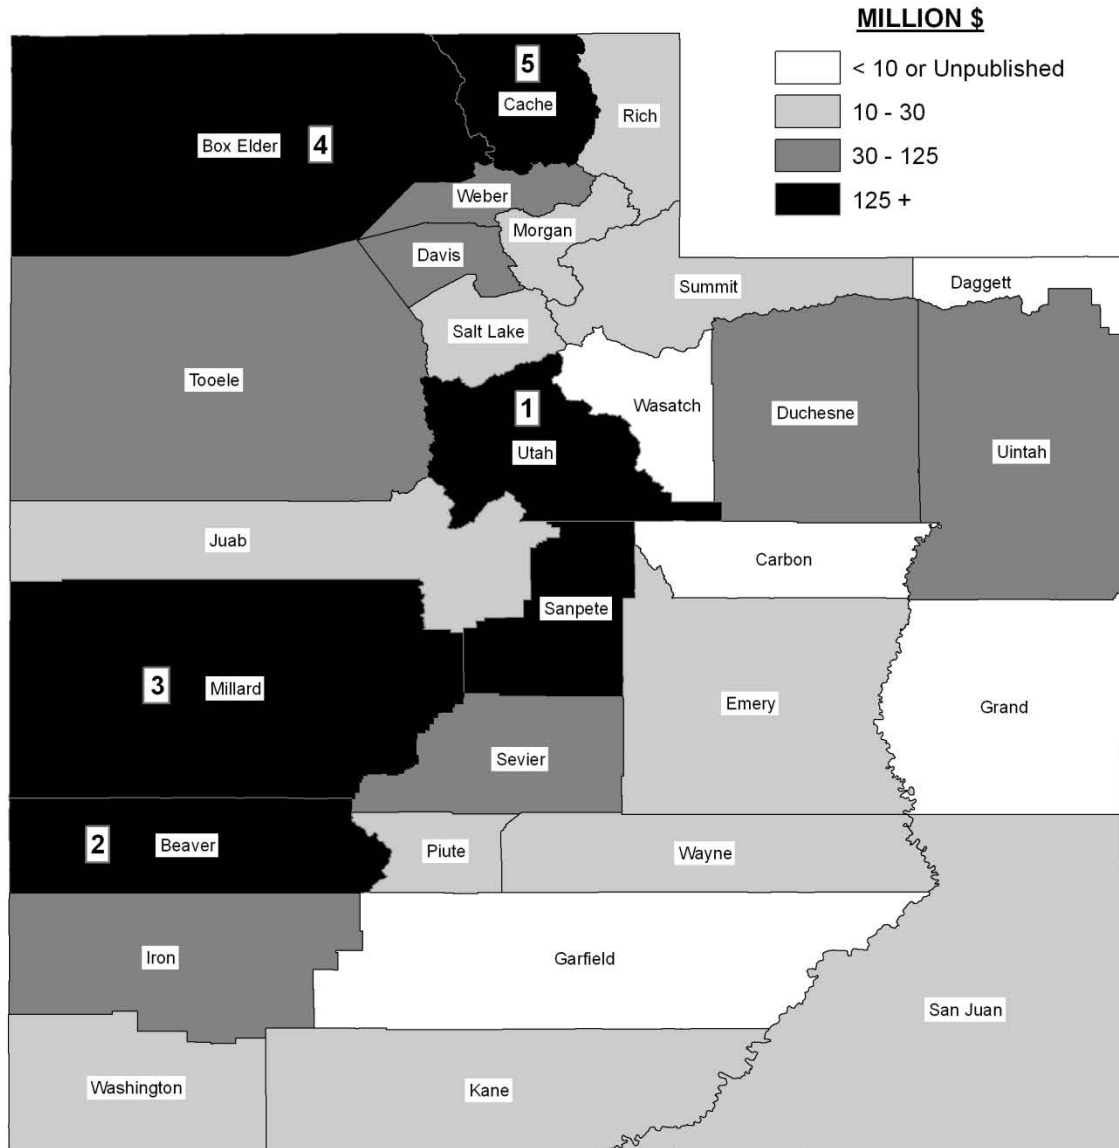 MILLION $
< 10 or Unpublished
10 - 30
30 - 125
125 +
5
Cache
Rich
Box Elder
4
Weber
Morgan
Davis
Summit
Daggett
Salt Lake
Tooele
1
Wasatch
Duchesne
Utah
Uintah
Juab
Carbon
Sanpete
3
Millard
Emery
Grand
Sevier
2
Beaver
Piute
Wayne
Iron
Garfield
San Juan
Washington
Kane